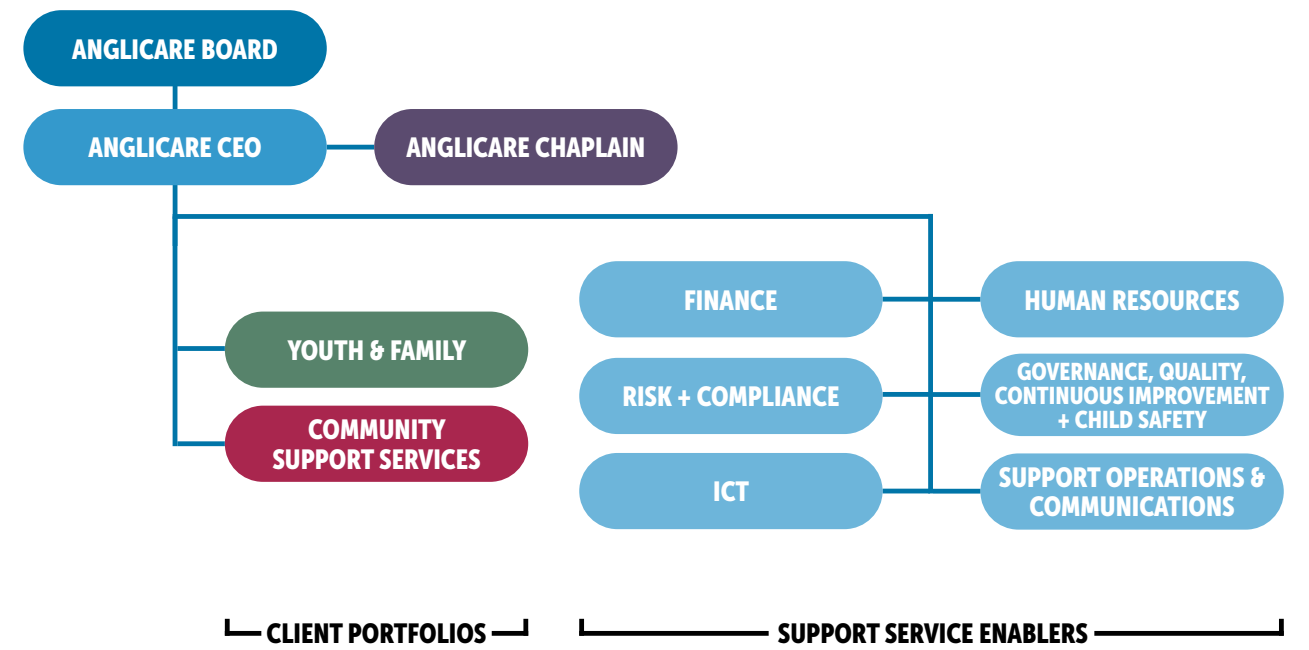 ANGLICARE BOARD
ANGLICARE CEO
ANGLICARE CHAPLAIN
YOUTH & FAMILY
COMMUNITY
SUPPORT SERVICES
FINANCE
HUMAN RESOURCES
RISK + COMPLIANCE
GOVERNANCE, QUALITY,
CONTINUOUS IMPROVEMENT
+ CHILD SAFETY
ICT
SUPPORT OPERATIONS &
COMMUNICATIONS
CLIENT PORTFOLIOS
SUPPORT SERVICE ENABLERS